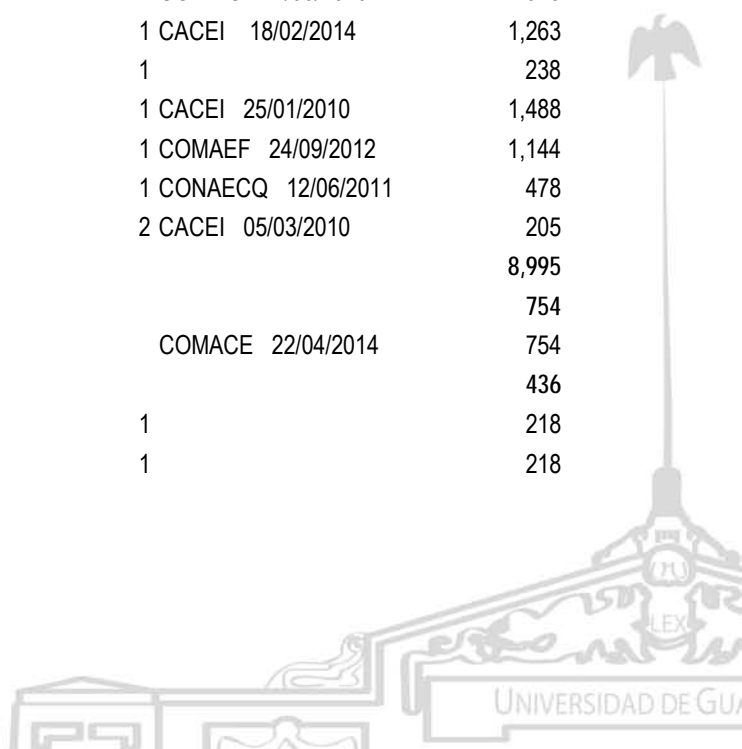 1 CACEI 18/02/2014 1,263
1 238
1 CACEI 25/01/2010 1,488
1 COMAEF 24/09/2012 1,144
1 CONAECQ 12/06/2011 478
2 CACEI 05/03/2010 205
8,995
754
COMACE 22/04/2014 754
436
1 218
1 218
LEX
UNIVERSIDAD DE GUA